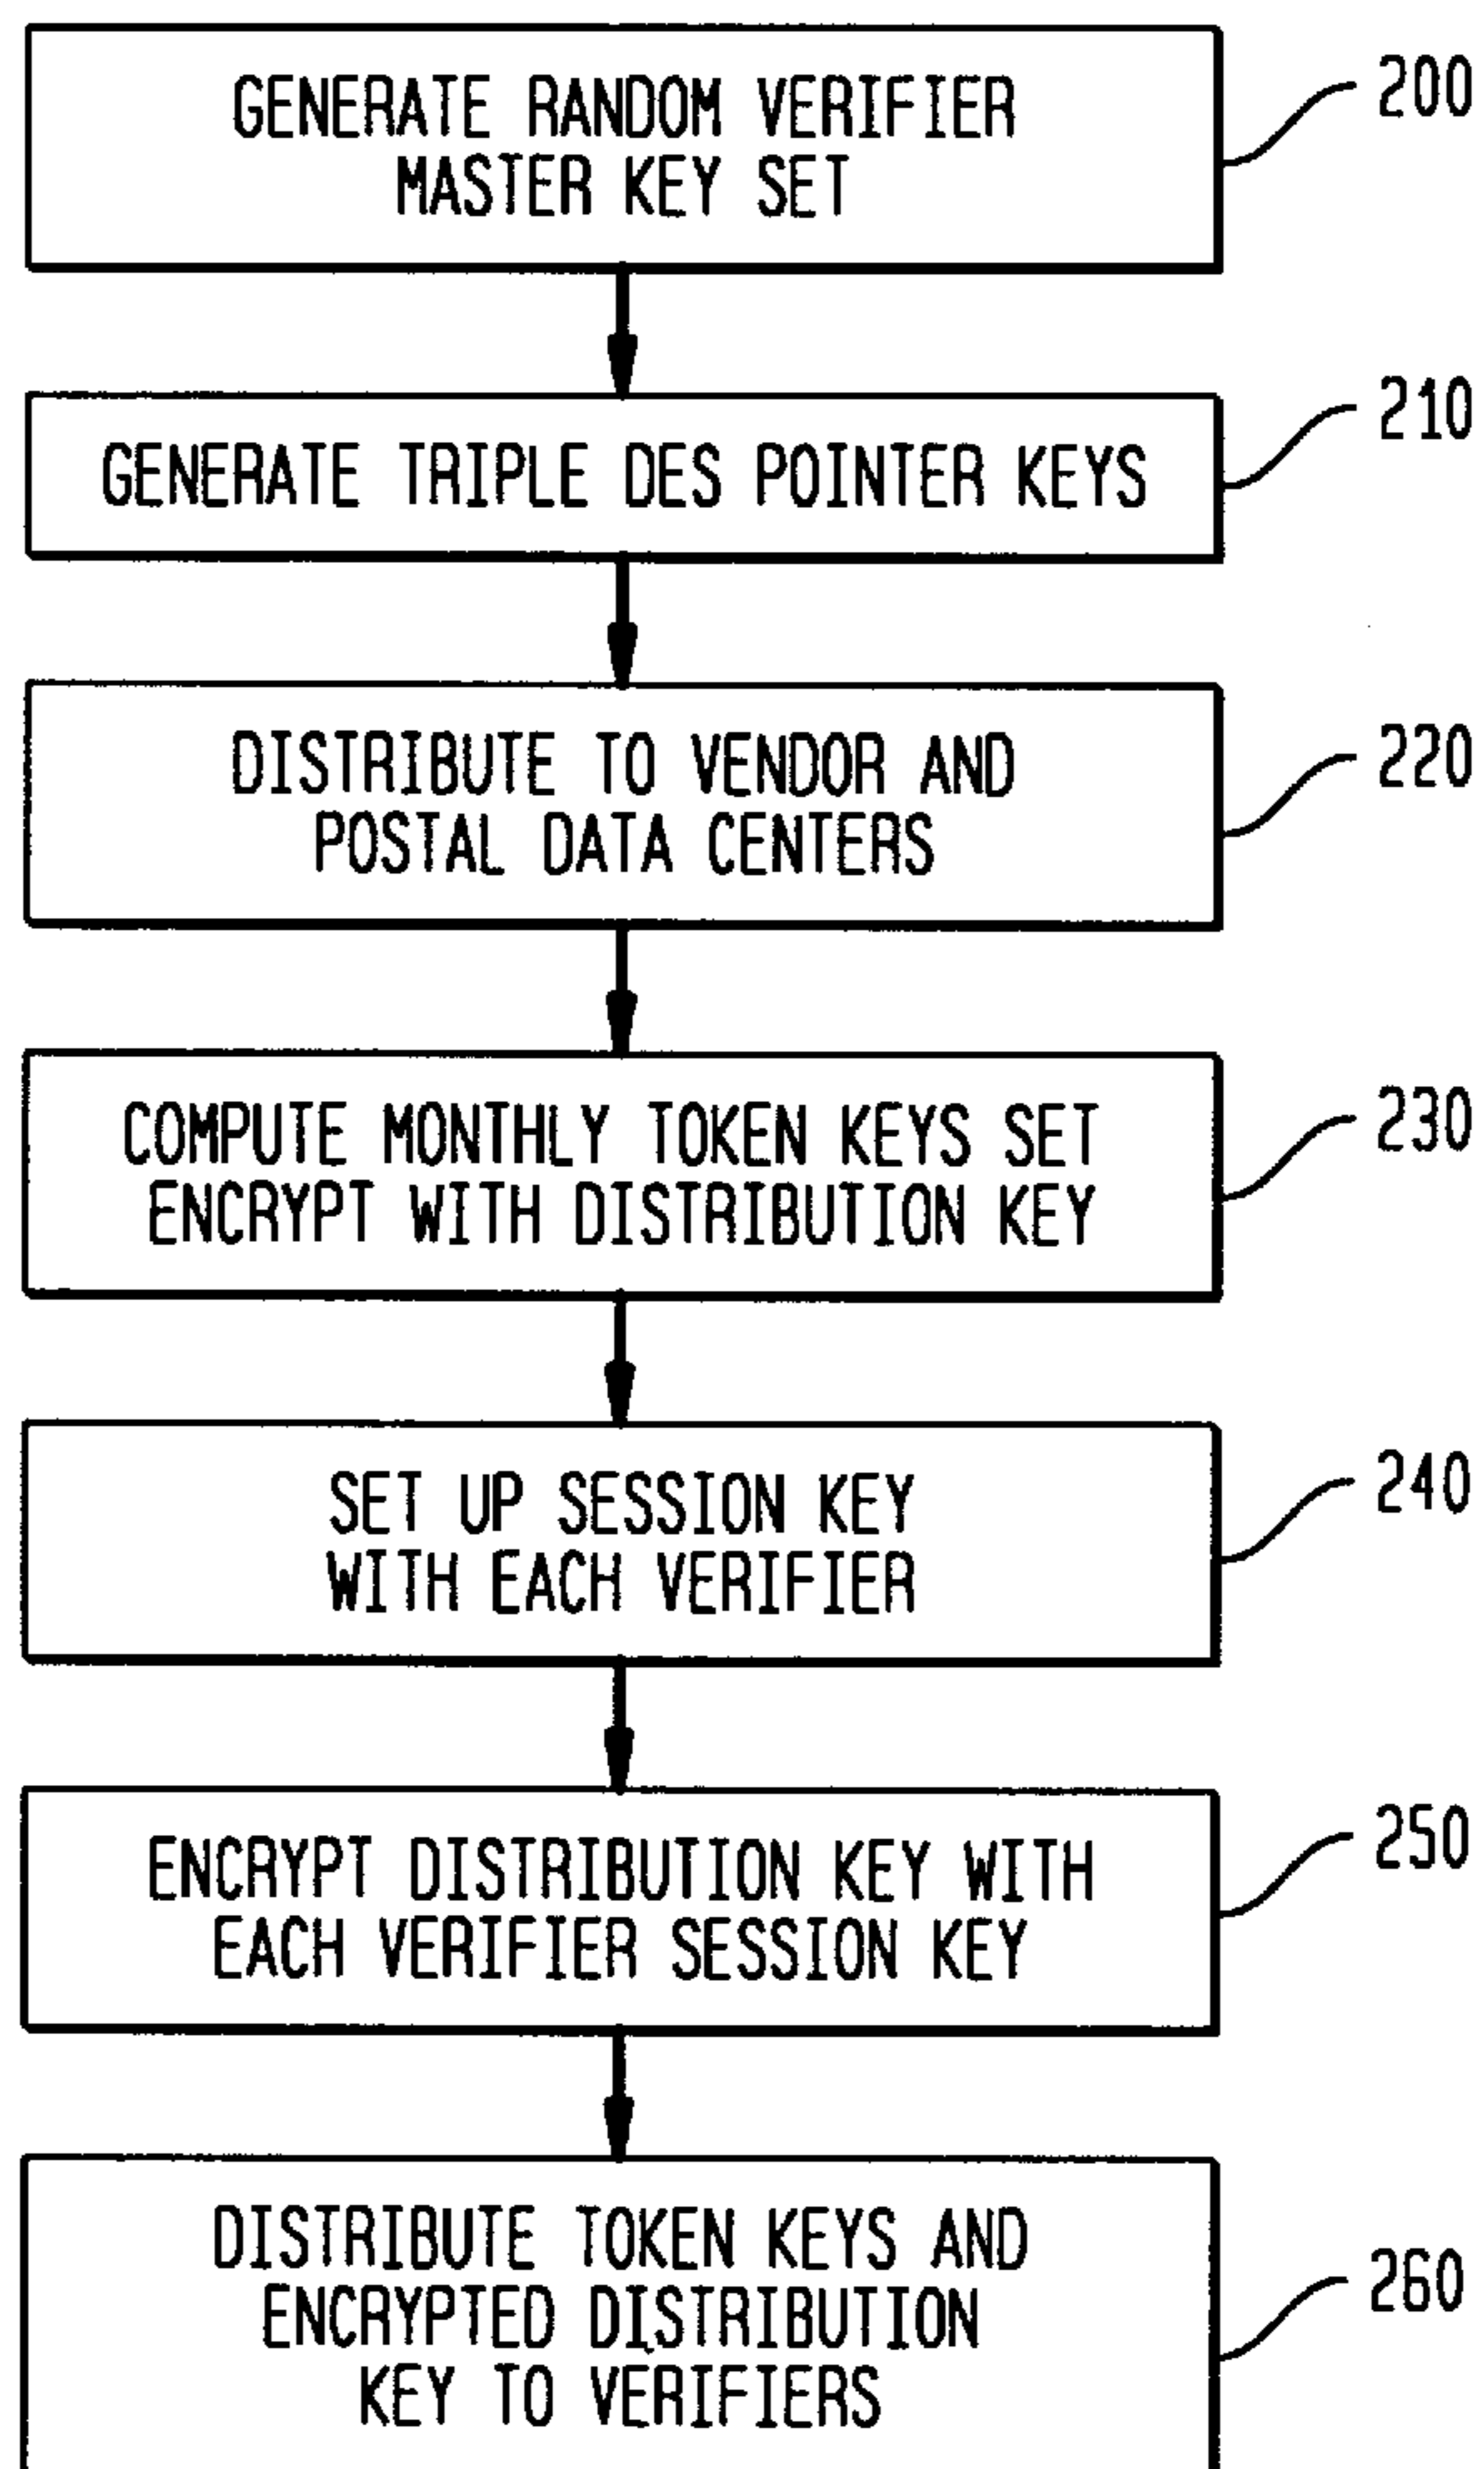 GENERATE RANDOM VERIFIER
MASTER KEY SET
200
GENERATE TRIPLE DES POINTER KEYS
210
DISTRIBUTE TO VENDOR AND
POSTAL DATA CENTERS
220
COMPUTE MONTHLY TOKEN KEYS SET
ENCRYPT WITH DISTRIBUTION KEY
230
SET UP SESSION KEY
WITH EACH VERIFIER
240
ENCRYPT DISTRIBUTION KEY WITH
EACH VERIFIER SESSION KEY
250
DISTRIBUTE TOKEN KEYS AND
ENCRYPTED DISTRIBUTION
KEY TO VERIFIERS
260